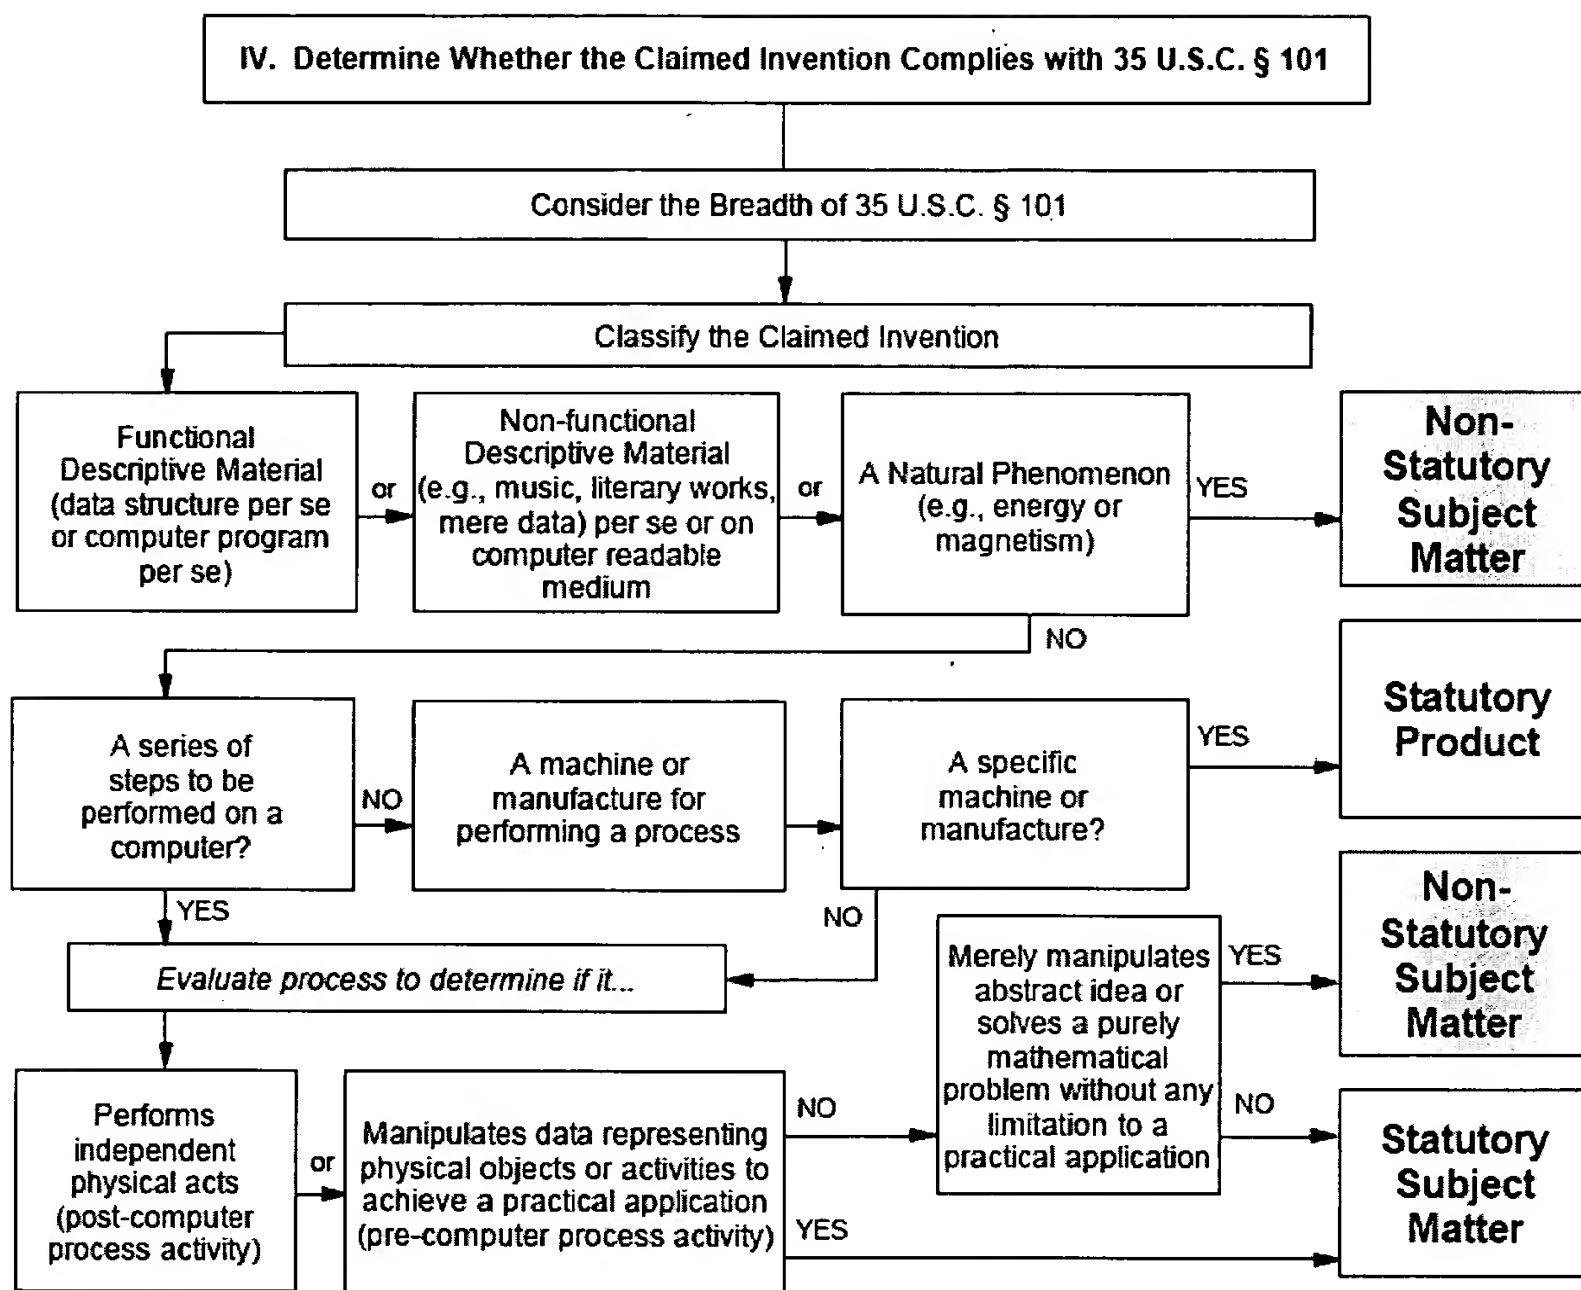 IV. Determine Whether the Claimed Invention Complies with 35 U.S.C. § 101
Consider the Breadth of 35 U.S.C. § 101
Classify the Claimed Invention
Functional
Descriptive Material
(data structure per se
or computer program
per se)
or
Non-functional
Descriptive Material
(e.g., music, literary works,
mere data) per se or on
computer readable
medium
or
A Natural Phenomenon
(e.g., energy or
magnetism)
YES
Non-
Statutory
Subject
Matter
NO
A series of
steps to be
performed on a
computer?
NO
A machine or
manufacture for
performing a process
A specific
machine or
manufacture?
YES
Statutory
Product
YES
NO
Evaluate process to determine if it...
Merely manipulates
abstract idea or
solves a purely
mathematical
problem without any
limitation to a
practical application
YES
Non-
Statutory
Subject
Matter
Performs
independent
physical acts
(post-computer
process activity)
or
Manipulates data representing
physical objects or activities to
achieve a practical application
(pre-computer process activity)
NO
NO
YES
Statutory
Subject
Matter